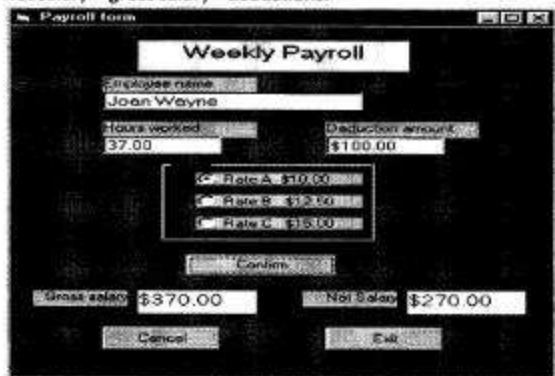 Payroll form
Weekly Payroll
Employee name
Joan Wayne
Hours worked Deduction amount
37.00 $100.00
Rate A $10.00
Rate B $12.50
Rate C $15.00
Confirm
Gross salary $370.00 Net Salary $270.00
Cancel Exit